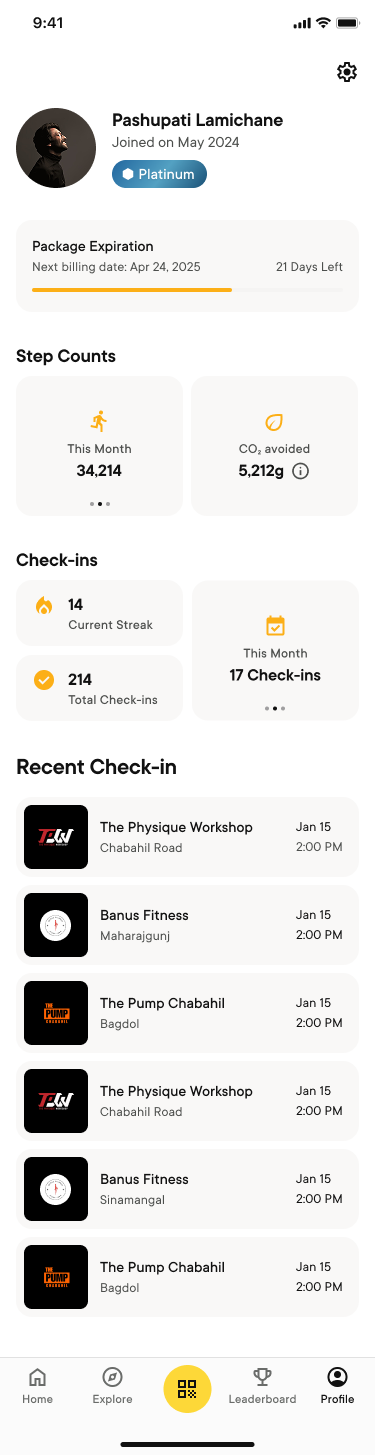 9:41
Pashupati Lamichane
Joined on May 2024
Platinum
Package Expiration
Next billing date: Apr 24, 2025
21 Days Left
Step Counts
This Month
34,214
CO₂ avoided
5,212g
Check-ins
14
Current Streak
214
Total Check-ins
This Month
17 Check-ins
Recent Check-in
TPW
The Physique Workshop
Chabahil Road
Jan 15
2:00 PM
Banus Fitness
Maharajgunj
Jan 15
2:00 PM
THE
PUMP
CHABAHIL
The Pump Chabahil
Bagdol
Jan 15
2:00 PM
TPW
The Physique Workshop
Chabahil Road
Jan 15
2:00 PM
Banus Fitness
Sinamangal
Jan 15
2:00 PM
THE
PUMP
CHABAHIL
The Pump Chabahil
Bagdol
Jan 15
2:00 PM
Home
Explore
Leaderboard
Profile